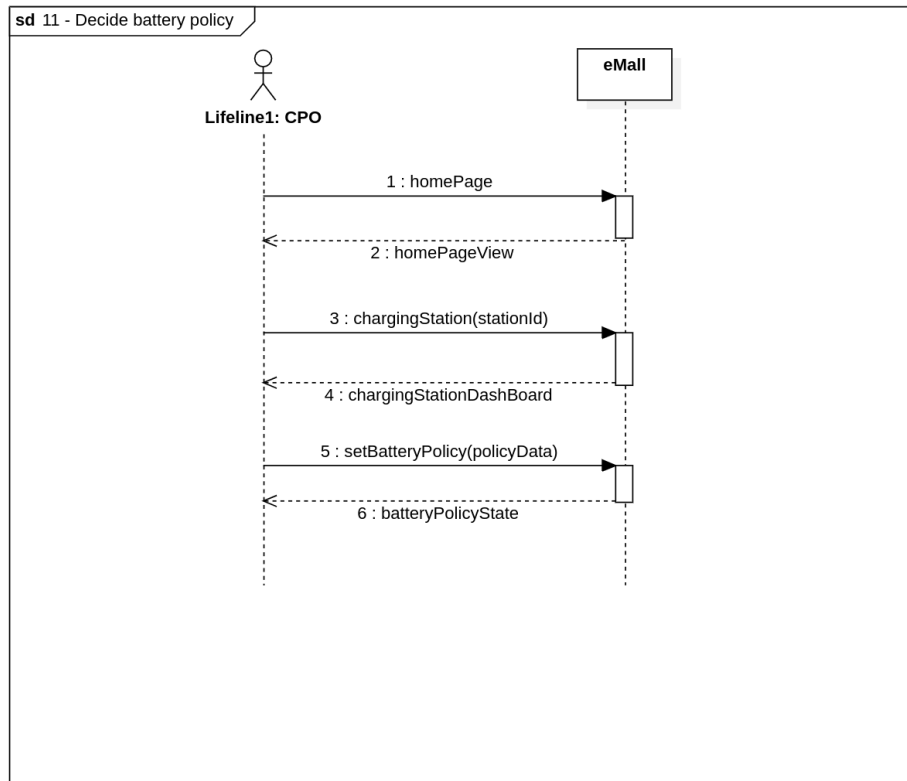 sd 11 - Decide battery policy
eMall
Lifeline1: CPO
1 : homePage
2 : homePageView
3 : chargingStation(stationId)
4 : chargingStationDashBoard
5 : setBatteryPolicy(policyData)
6 : batteryPolicyState